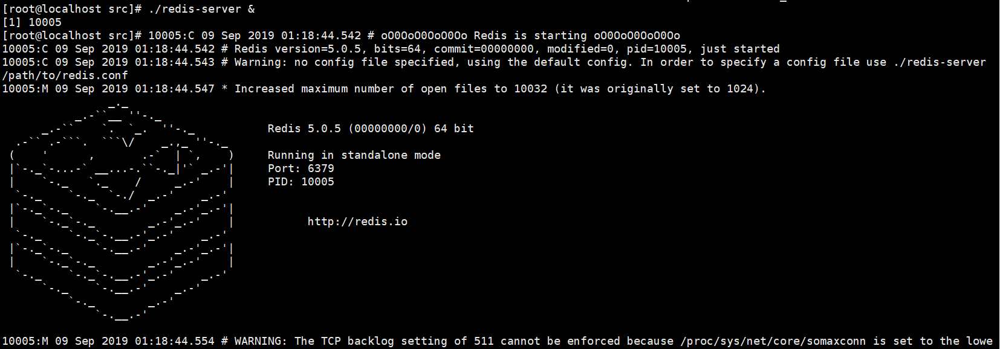 [root@localhost src]# ./redis-server &
[1] 10005
[root@localhost src]# 10005:C 09 Sep 2019 01:18:44.542 # oO0OoO0OoO0Oo Redis is starting oO0OoO0OoO0Oo
10005:C 09 Sep 2019 01:18:44.542 # Redis version=5.0.5, bits=64, commit=00000000, modified=0, pid=10005, just started
10005:C 09 Sep 2019 01:18:44.543 # Warning: no config file specified, using the default config. In order to specify a config file use ./redis-server
/path/to/redis.conf
10005:M 09 Sep 2019 01:18:44.547 * Increased maximum number of open files to 10032 (it was originally set to 1024).
Redis 5.0.5 (00000000/0) 64 bit
Running in standalone mode
Port: 6379
PID: 10005
http://redis.io
10005:M 09 Sep 2019 01:18:44.554 # WARNING: The TCP backlog setting of 511 cannot be enforced because /proc/sys/net/core/somaxconn is set to the lowe